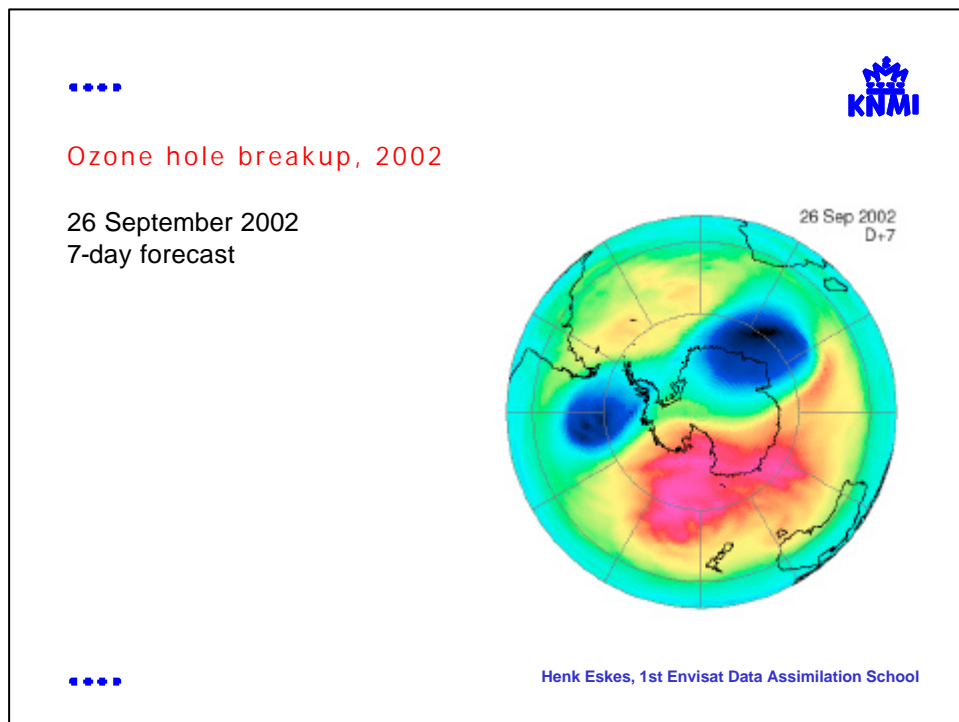 KNMI
Ozone hole breakup, 2002
26 September 2002
7-day forecast
26 Sep 2002
D+7
Henk Eskes, 1st Envisat Data Assimilation School